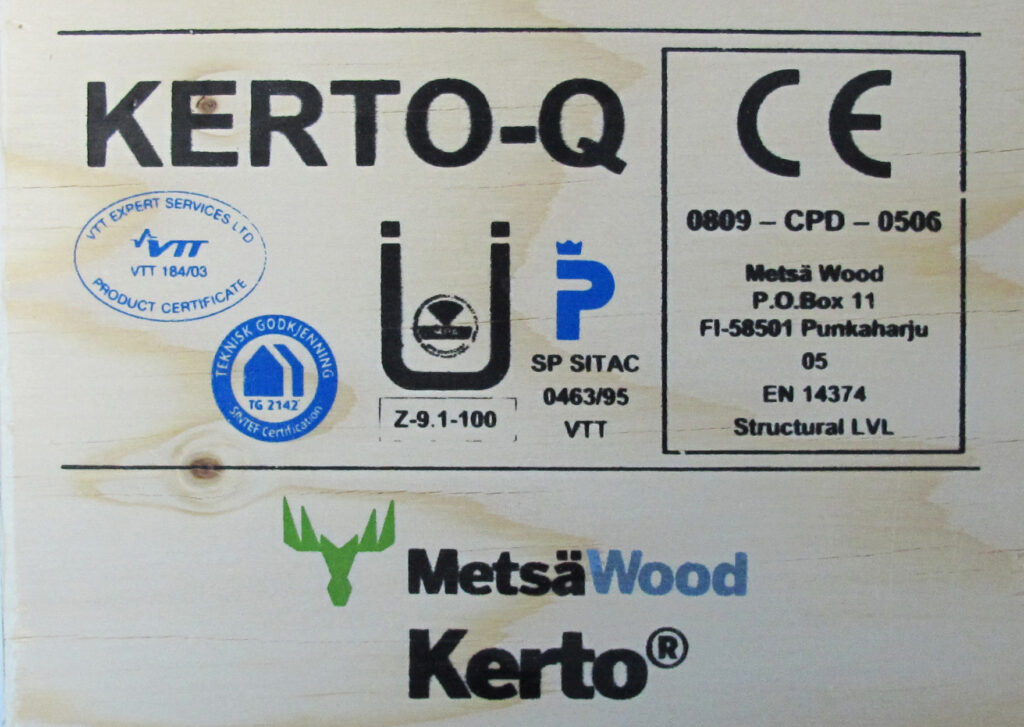 KERTO-Q
CE
0809 – CPD – 0506
Metsä Wood
P.O.Box 11
FI-58501 Punkaharju
05
EN 14374
Structural LVL
VTT EXPERT SERVICES LTD
VTT
VTT 184/03
PRODUCT CERTIFICATE
TEKNISK GODKJENNING
TG 2142
SINTEF Certification
Ü
Z-9.1-100
P
SP SITAC
0463/95
VTT
MetsäWood
Kerto®